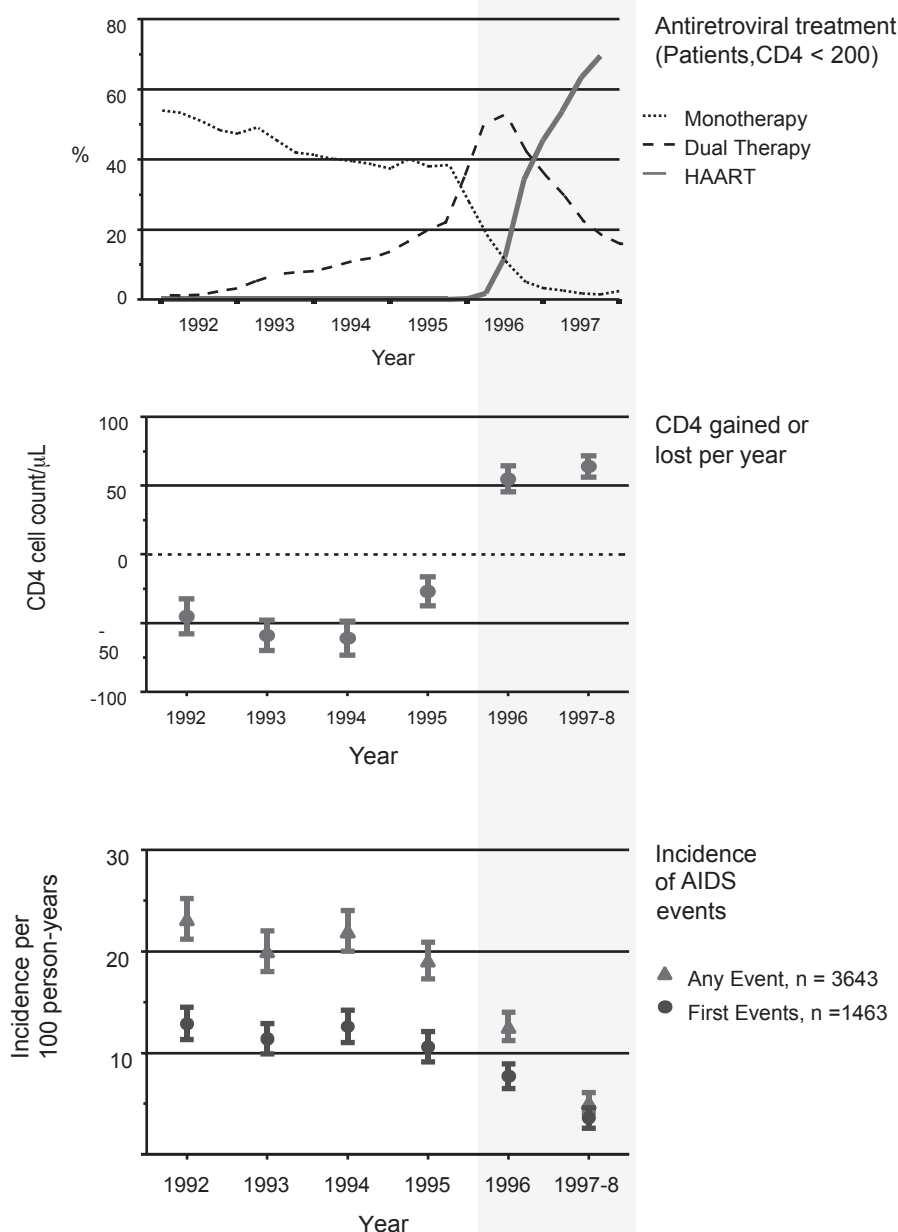 Antiretroviral treatment
(Patients,CD4 < 200)
Monotherapy
Dual Therapy
HAART
%
80
60
40
20
0
1992 1993 1994 1995 1996 1997
Year
CD4 gained or
lost per year
CD4 cell count/μL
100
50
0
-
50
-100
1992 1993 1994 1995 1996 1997-8
Year
Incidence
of AIDS
events
Any Event, n = 3643
First Events, n =1463
Incidence per
100 person-years
30
20
10
1992 1993 1994 1995 1996 1997-8
Year